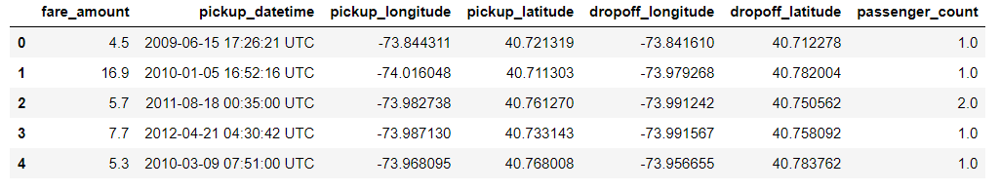 fare_amount pickup_datetime pickup_longitude pickup_latitude dropoff_longitude dropoff_latitude passenger_count
0 4.5 2009-06-15 17:26:21 UTC -73.844311 40.721319 -73.841610 40.712278 1.0
1 16.9 2010-01-05 16:52:16 UTC -74.016048 40.711303 -73.979268 40.782004 1.0
2 5.7 2011-08-18 00:35:00 UTC -73.982738 40.761270 -73.991242 40.750562 2.0
3 7.7 2012-04-21 04:30:42 UTC -73.987130 40.733143 -73.991567 40.758092 1.0
4 5.3 2010-03-09 07:51:00 UTC -73.968095 40.768008 -73.956655 40.783762 1.0